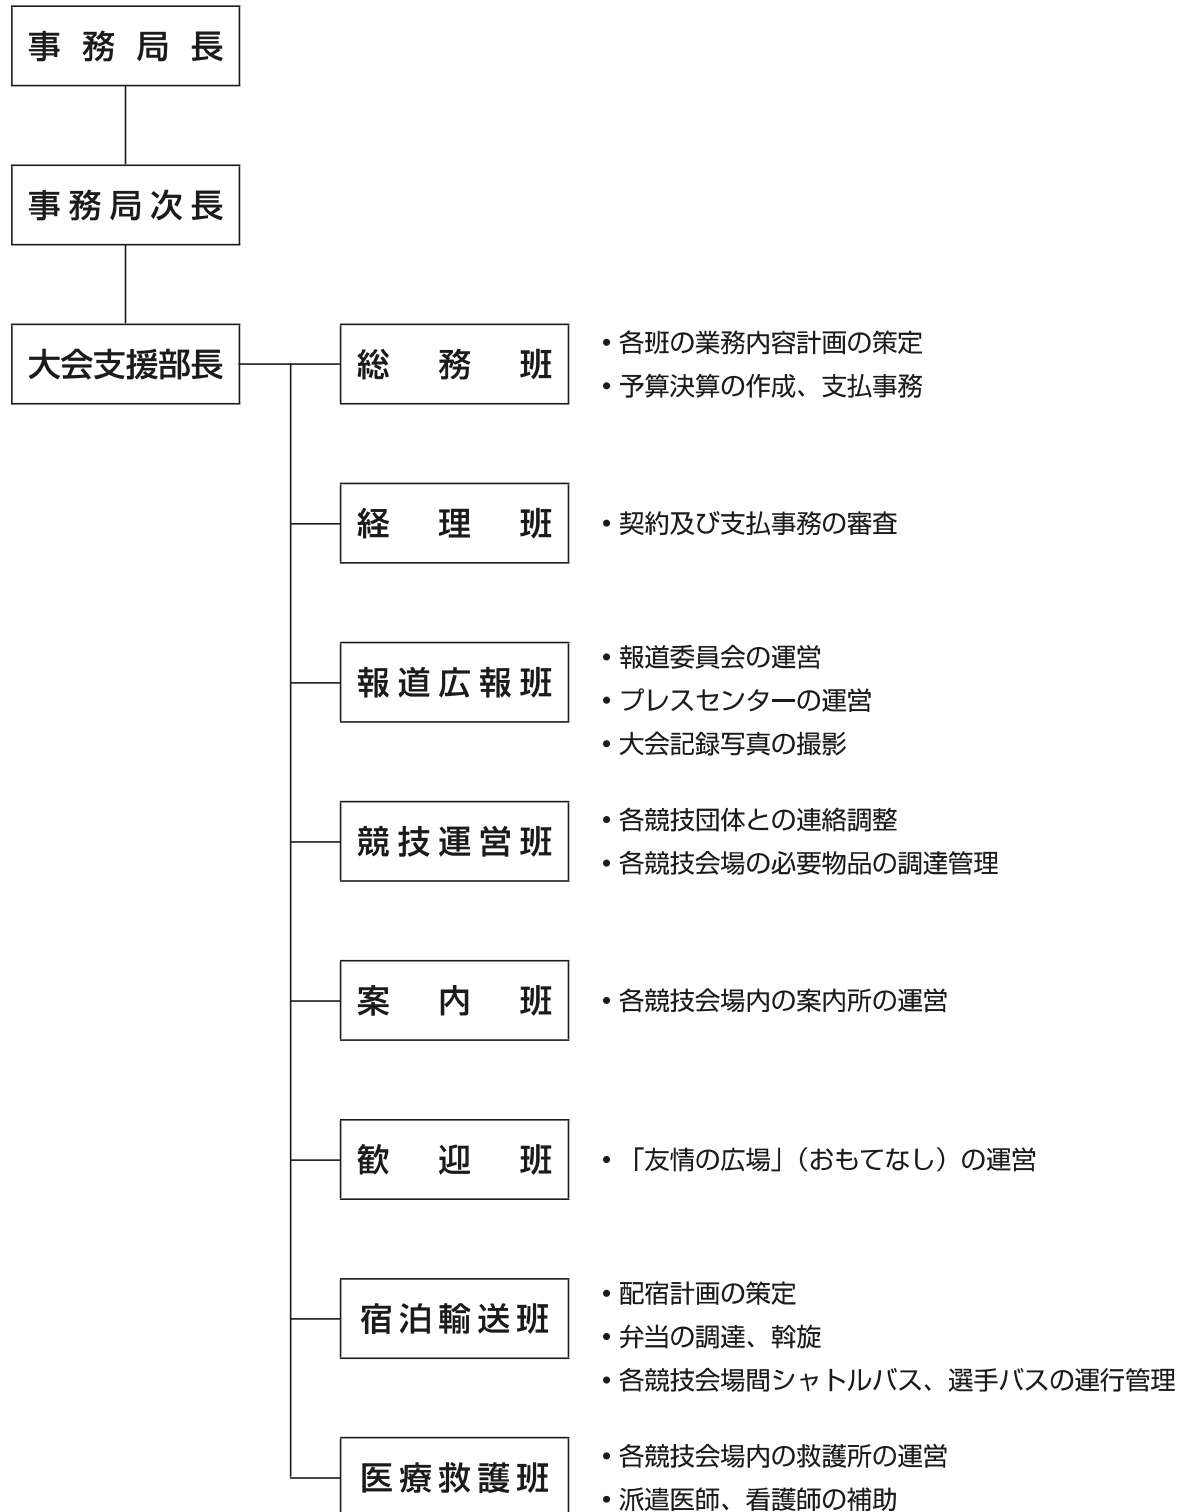 事務局長
事務局次長
大会支援部長
総務班
・各班の業務内容計画の策定
・予算決算の作成、支払事務
経理班
・契約及び支払事務の審査
報道広報班
・報道委員会の運営
・プレスセンターの運営
・大会記録写真の撮影
競技運営班
・各競技団体との連絡調整
・各競技会場の必要物品の調達管理
案内班
・各競技会場内の案内所の運営
歓迎班
・「友情の広場」（おもてなし）の運営
宿泊輸送班
・配宿計画の策定
・弁当の調達、斡旋
・各競技会場間シャトルバス、選手バスの運行管理
医療救護班
・各競技会場内の救護所の運営
・派遣医師、看護師の補助